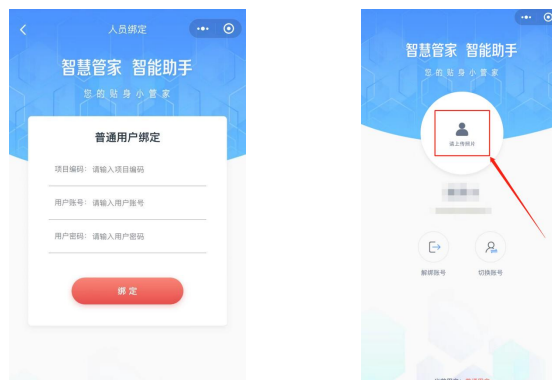 人员绑定
智慧管家 智能助手
您的贴身小管家
普通用户绑定
项目编码: 请输入项目编码
用户账号: 请输入用户账号
用户密码: 请输入用户密码
绑 定
智慧管家 智能助手
您的贴身小管家
请上传照片
解绑账号
切换账号